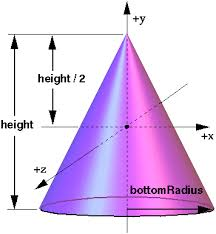 +y
height / 2
height
+x
+z
bottomRadius